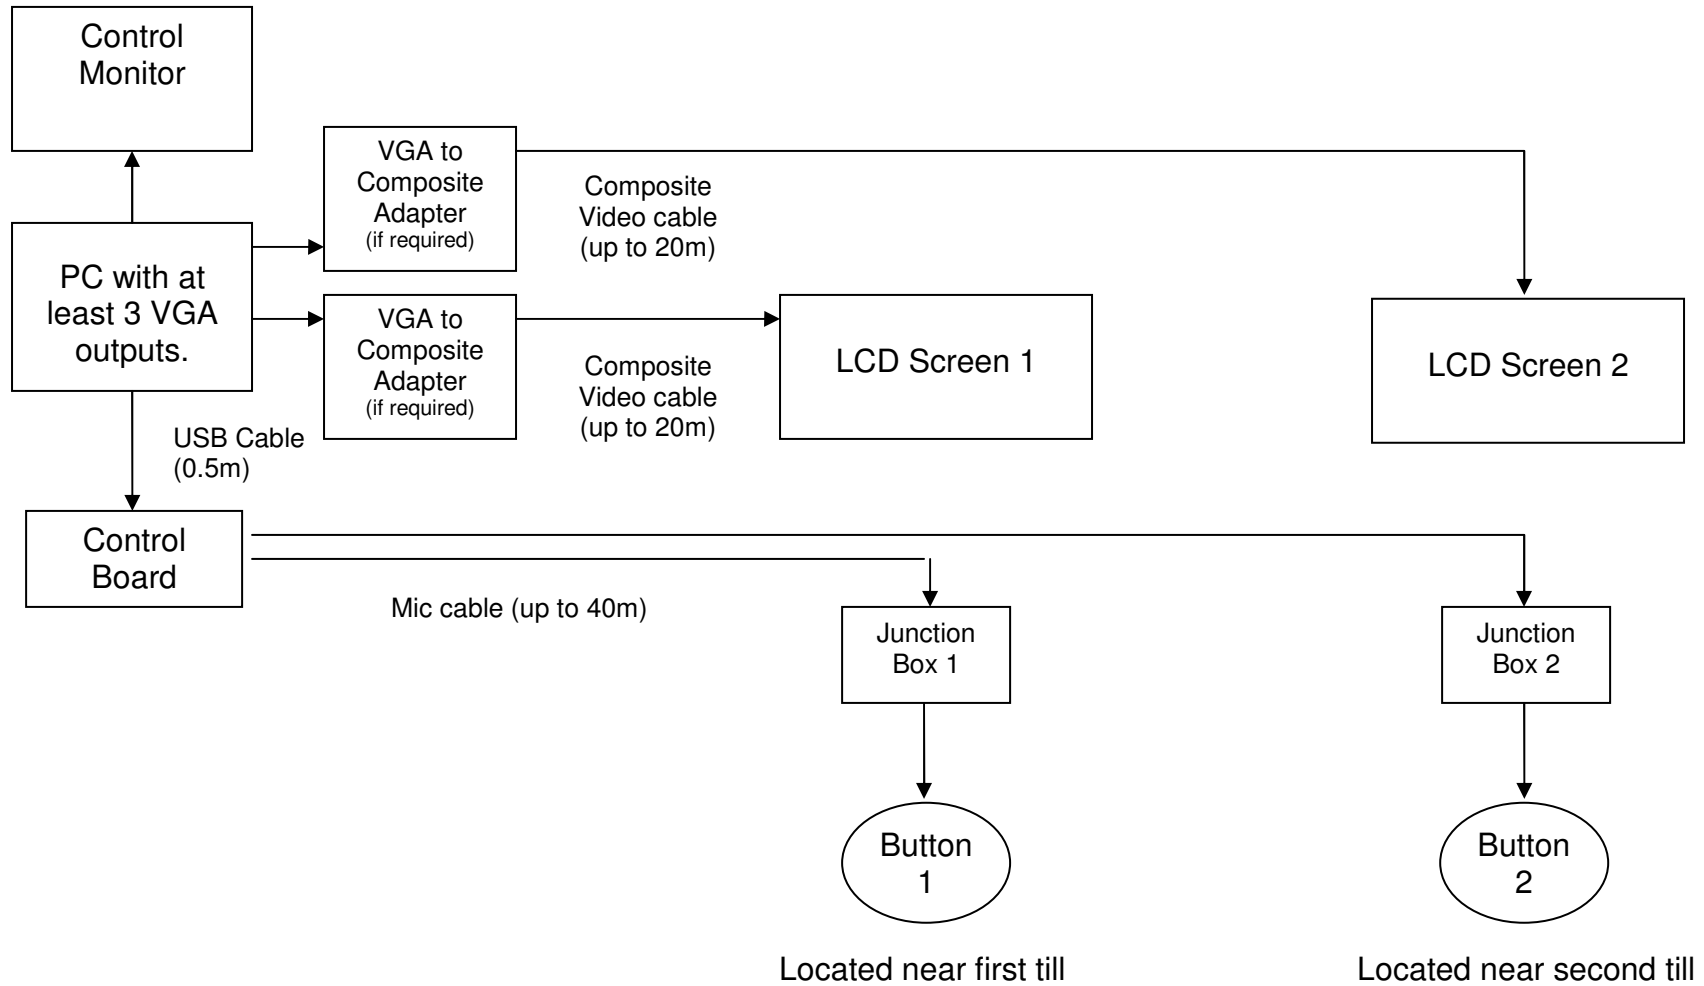 Control
Monitor
VGA to
Composite
Adapter
(if required)
Composite
Video cable
(up to 20m)
PC with at
least 3 VGA
outputs.
VGA to
Composite
Adapter
(if required)
Composite
Video cable
(up to 20m)
LCD Screen 1
LCD Screen 2
USB Cable
(0.5m)
Control
Board
Mic cable (up to 40m)
Junction
Box 1
Junction
Box 2
Button
1
Button
2
Located near first till
Located near second till